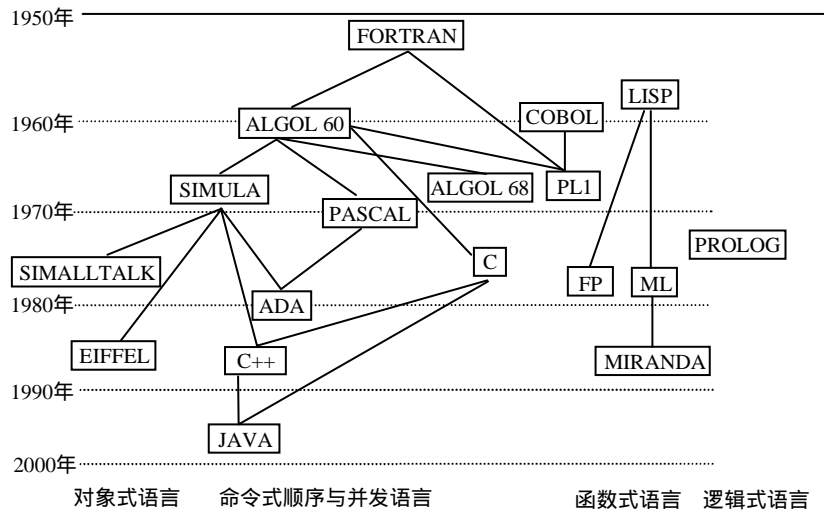 1950年
FORTRAN
LISP
COBOL
1960年
ALGOL 60
SIMULA
ALGOL 68
PL1
1970年
PASCAL
PROLOG
C
SIMALLTALK
FP
ML
ADA
1980年
EIFFEL
C++
MIRANDA
1990年
JAVA
2000年
对象式语言 命令式顺序与并发语言 函数式语言 逻辑式语言